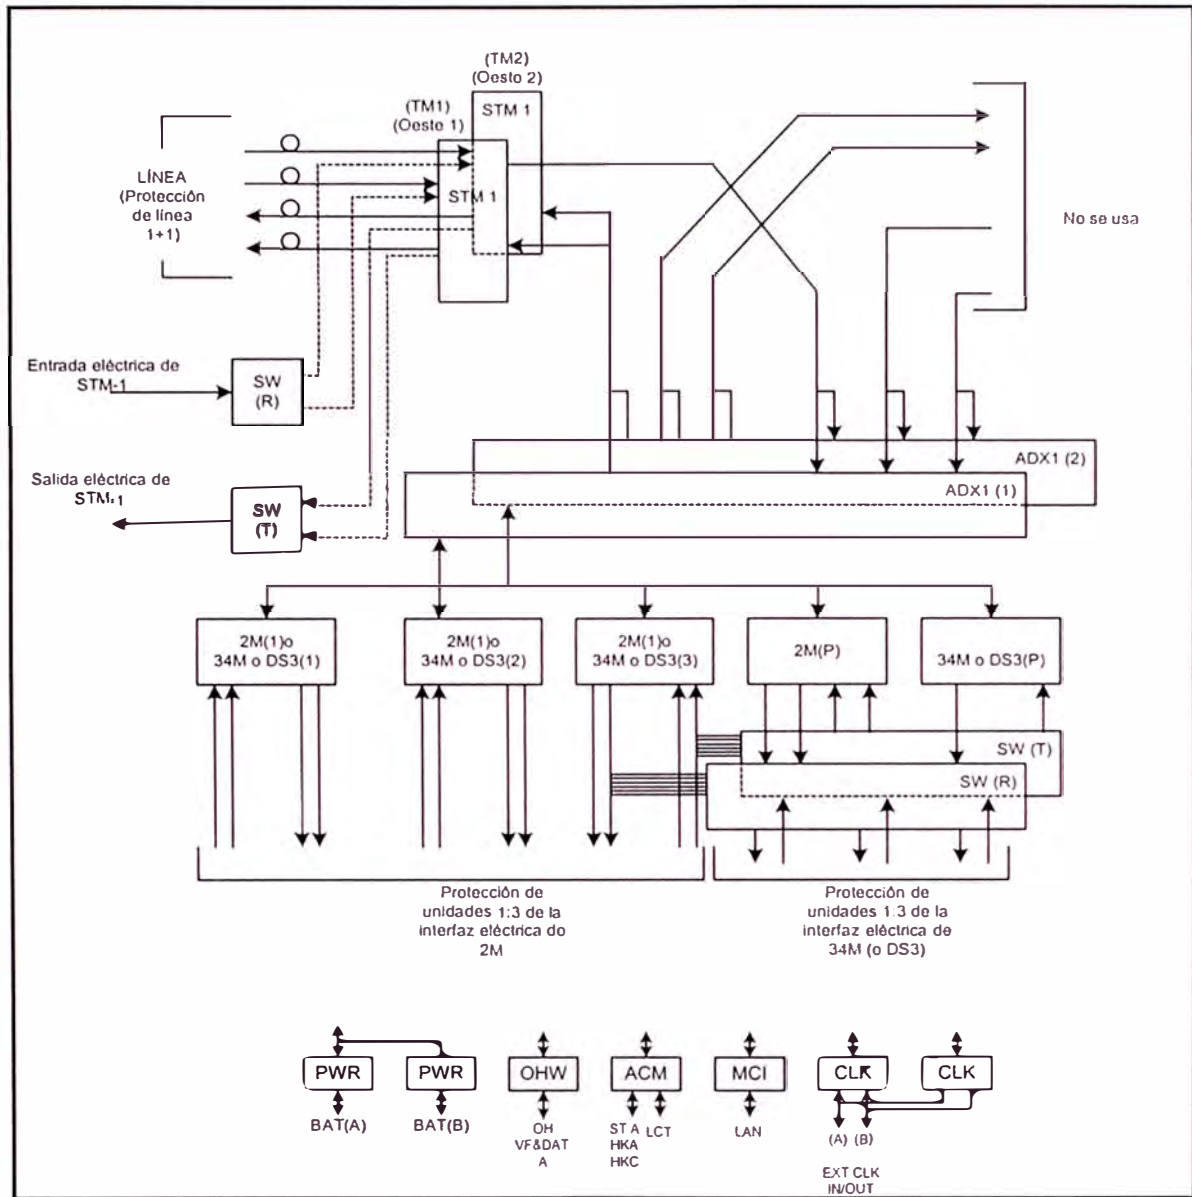 (TM2)
(Oesto 2)
STM 1
(TM1)
(Oeste 1)
STM 1
LÍNEA
(Protección
de línea
1+1)
No se usa
Entrada eléctrica de
STM-1
SW
(R)
Salida eléctrica de
STM-1
SW
(T)
ADX1 (2)
ADX1 (1)
2M(1)o
34M o DS3(1)
2M(1)o
34M o DS3(2)
2M(1)o
34M o DS3(3)
2M(P)
34M o DS3(P)
SW (T)
SW (R)
Protección de
unidades 1:3 de la
interfaz eléctrica do
2M
Protección de
unidades 1:3 de la
interfaz eléctrica de
34M (o DS3)
PWR
PWR
OHW
ACM
MCI
CLK
CLK
BAT(A)
BAT(B)
OH
VF&DAT
A
ST A
HKA
HKC
LCT
LAN
(A) (B)
EXT CLK
IN/OUT